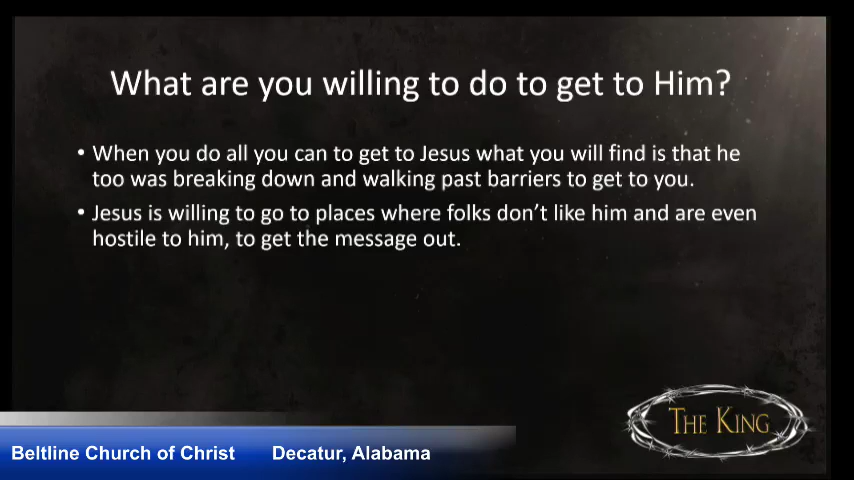 What are you willing to do to get to Him?
• When you do all you can to get to Jesus what you will find is that he
too was breaking down and walking past barriers to get to you.
• Jesus is willing to go to places where folks don't like him and are even
hostile to him, to get the message out.
THE KING
Beltline Church of Christ Decatur, Alabama